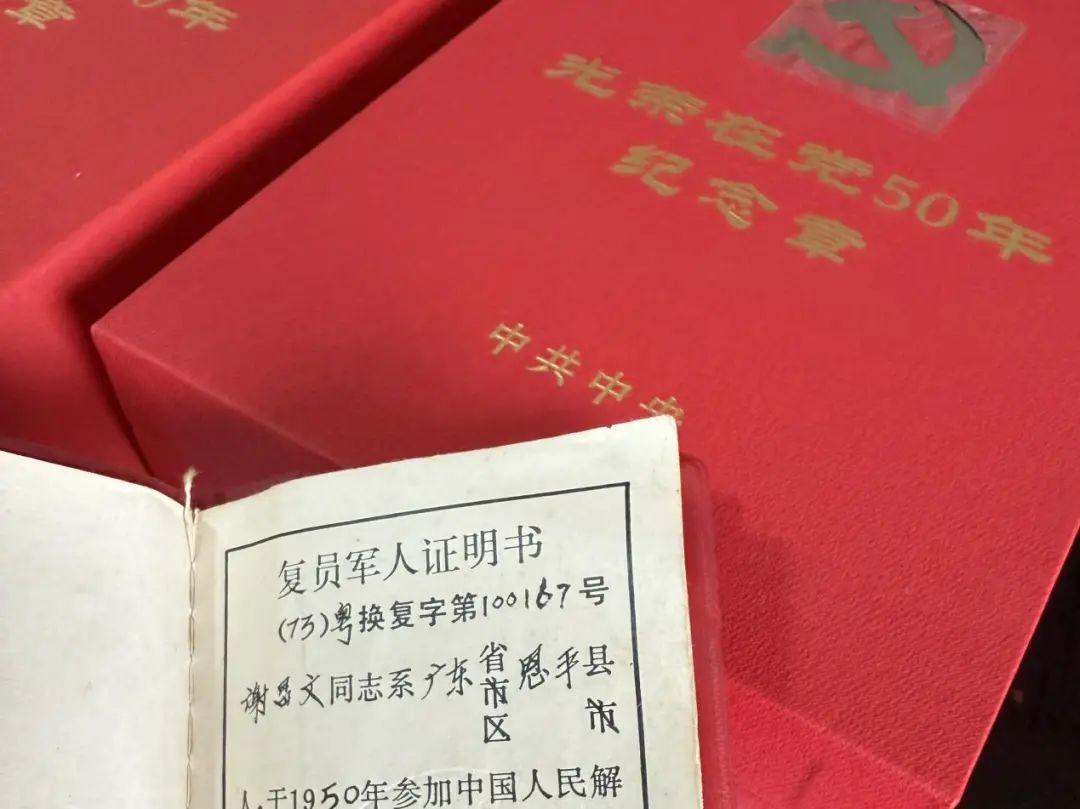 0年
章
光荣在党50年
纪念章
中共中央
复员军人证明书
(73)粤换复字第100167号
谢昌文同志系广东省市区恩平县市
人，于1950年参加中国人民解